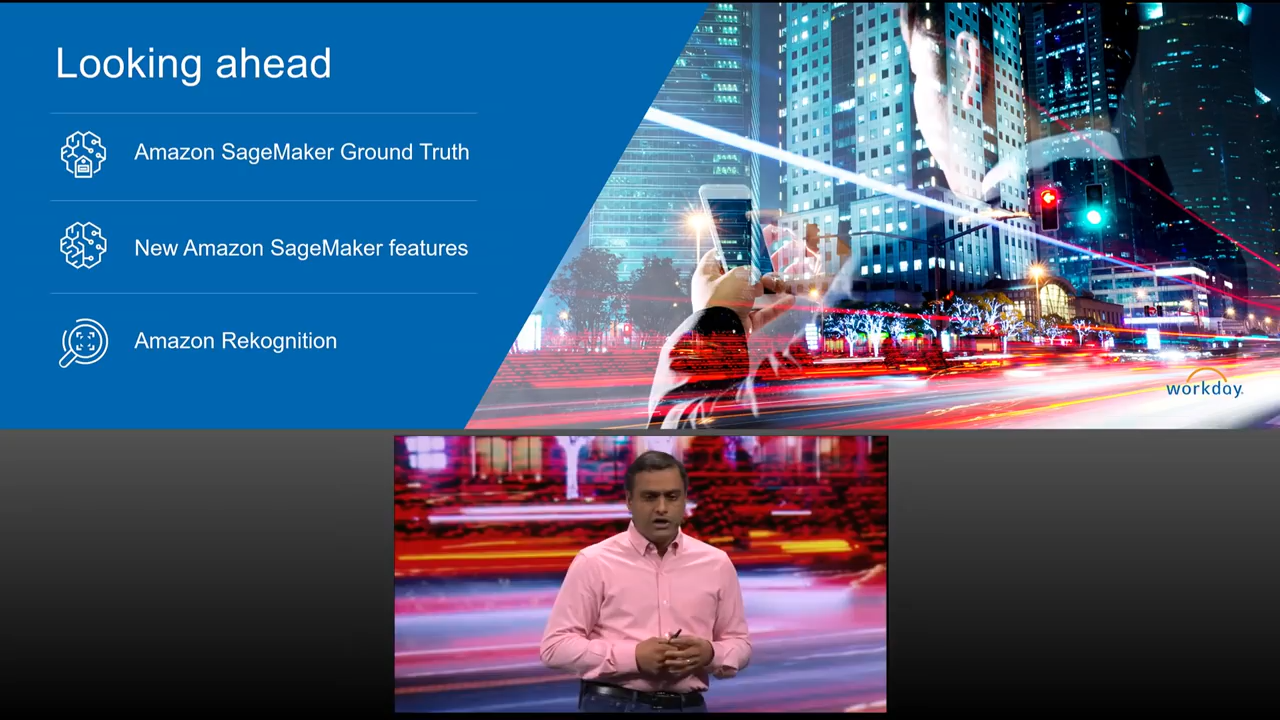 Looking ahead
Amazon SageMaker Ground Truth
New Amazon SageMaker features
Amazon Rekognition
workday.